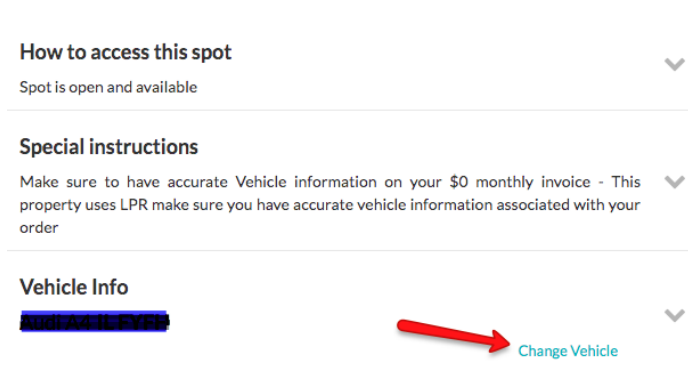 How to access this spot
Spot is open and available
Special instructions
Make sure to have accurate Vehicle information on your $0 monthly invoice - This
property uses LPR make sure you have accurate vehicle information associated with your
order
Vehicle Info
Change Vehicle